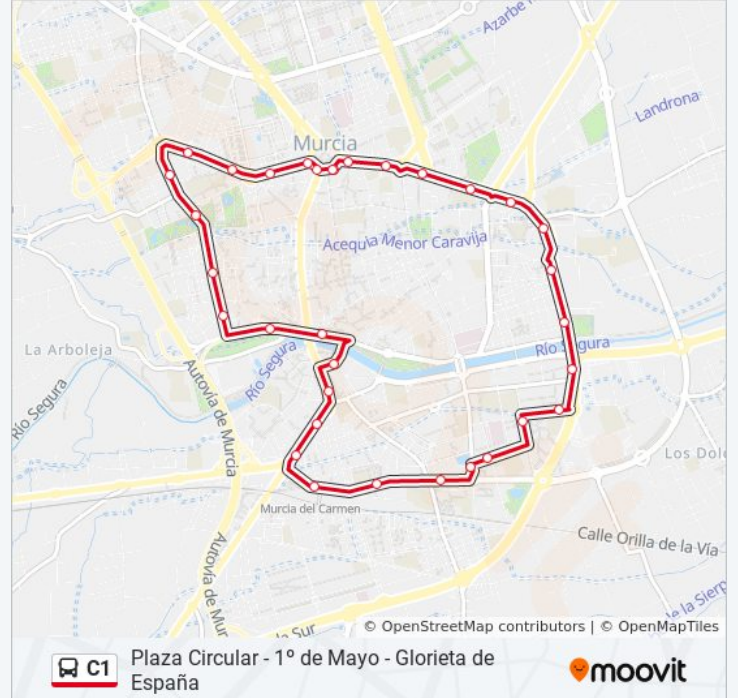 Azarbe
Landrona
Murcia
Acequia Menor Caravija
Río Segura
La Arboleja
Río Segura
Autovía de Murcia
Río Segura
Los Dolo
Murcia del Carmen
Calle Orilla de la Vía
Autovía de Mur
de la Sierp
la Sur
© OpenStreetMap contributors | © OpenMapTiles
C1
Plaza Circular - 1º de Mayo - Glorieta de
España
moovit